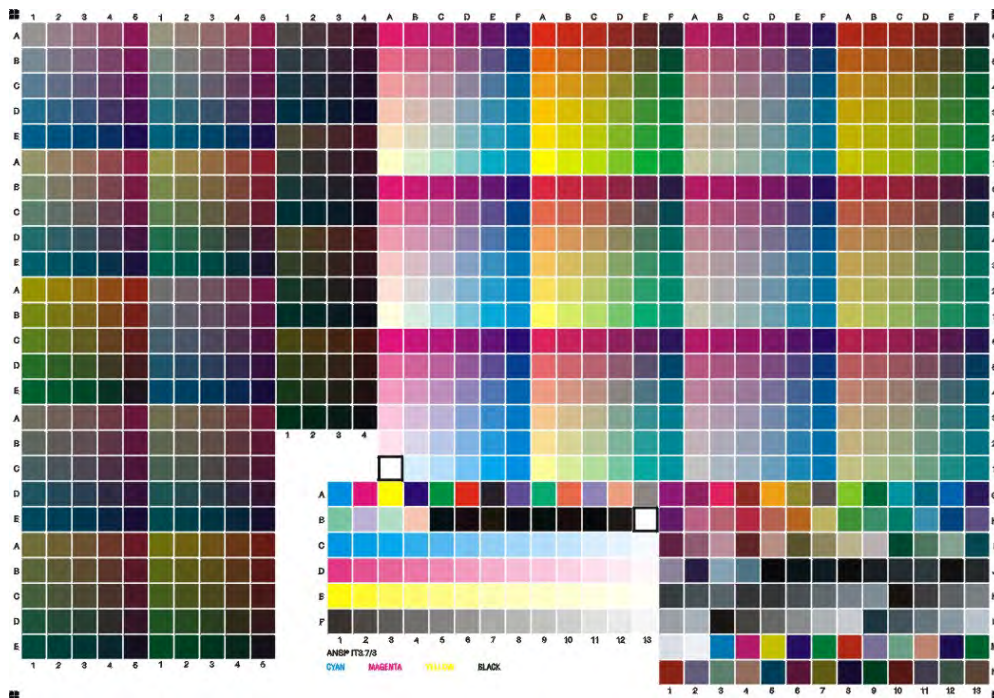 1 2 3 4 5 1 2 3 4 5 1 2 3 4 A B C D E F A B C D E F A B C D E F A B C D E F
A
B
C
D
E
A
B
C
D
E
A
B
C
D
E
A
B
1 2 3 4
C
D A
E B
A C
B D
C
D F
E
1 2 3 4 5 1 2 3 4 5
1 2 3 4 5 6 7 8 9 10 11 12 13
ANSI® IT8.7/3
CYAN MAGENTA YELLOW BLACK
1 2 3 4 5 6 7 8 9 10 11 12 13